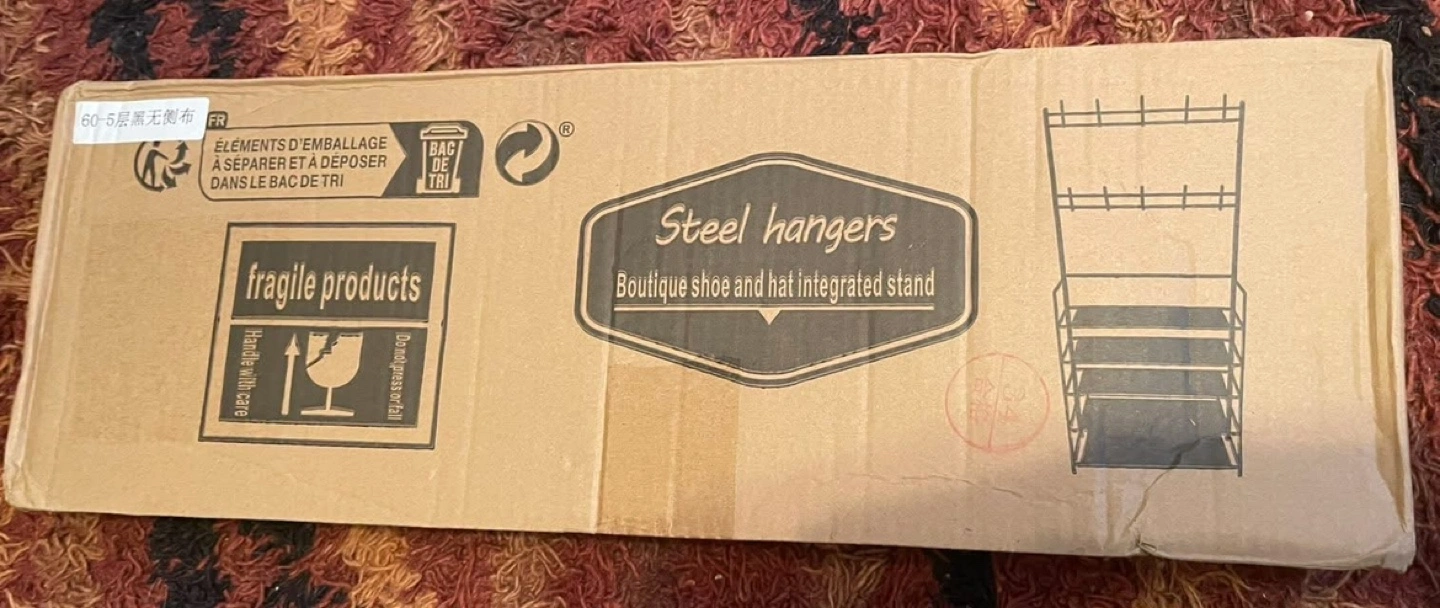 60-5层黑无侧布
FR
ÉLÉMENTS D'EMBALLAGE
À SÉPARER ET À DÉPOSER
DANS LE BAC DE TRI
BAC
DE
TRI
®
fragile products
Handle with care
Do not press or fall
Steel hangers
Boutique shoe and hat integrated stand